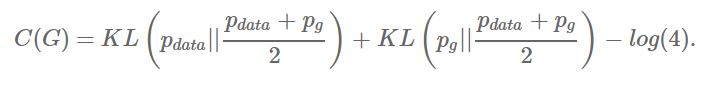 C(G) = KL ( p_data || (p_data + p_g) / 2 ) + KL ( p_g || (p_data + p_g) / 2 ) − log(4).